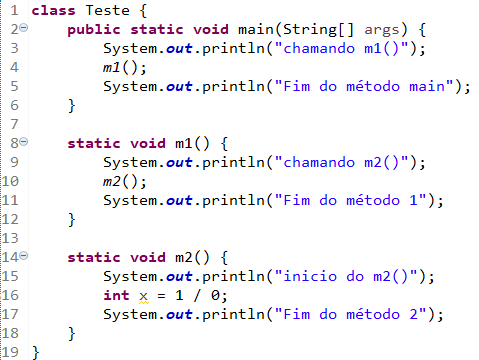 1 class Teste {
2 public static void main(String[] args) {
3 System.out.println("chamando m1()");
4 m1();
5 System.out.println("Fim do método main");
6 }
7
8 static void m1() {
9 System.out.println("chamando m2()");
10 m2();
11 System.out.println("Fim do método 1");
12 }
13
14 static void m2() {
15 System.out.println("inicio do m2()");
16 int x = 1 / 0;
17 System.out.println("Fim do método 2");
18 }
19 }